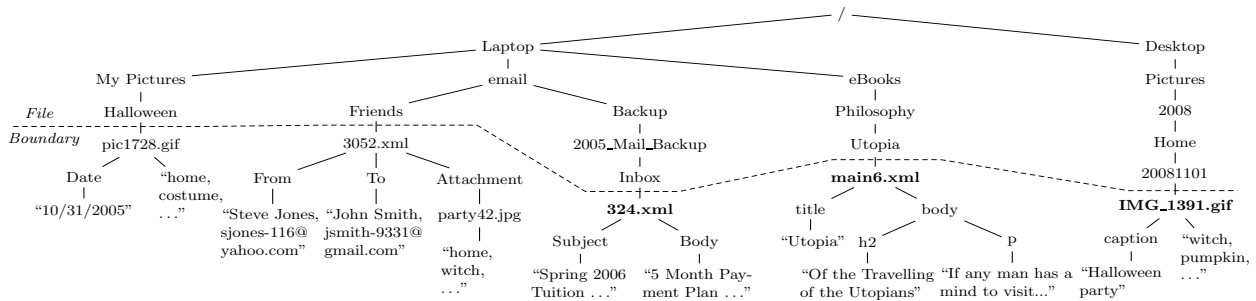 /
Laptop Desktop
My Pictures email eBooks Pictures
File Halloween Friends Backup Philosophy 2008
Boundary pic1728.gif 3052.xml 2005_Mail_Backup Utopia Home
Date “home, From To Attachment Inbox main6.xml 20081101
costume,
“10/31/2005” …”
“Steve Jones, “John Smith, party42.jpg 324.xml title body IMG_1391.gif
sjones-116@ jsmith-9331@
yahoo.com” gmail.com” “home, Subject Body “Utopia” h2 p caption “witch,
witch, pumpkin,
…” “Spring 2006 “5 Month Pay- “Of the Travelling “If any man has a “Halloween …”
Tuition …” ment Plan …” of the Utopians” mind to visit...” party”